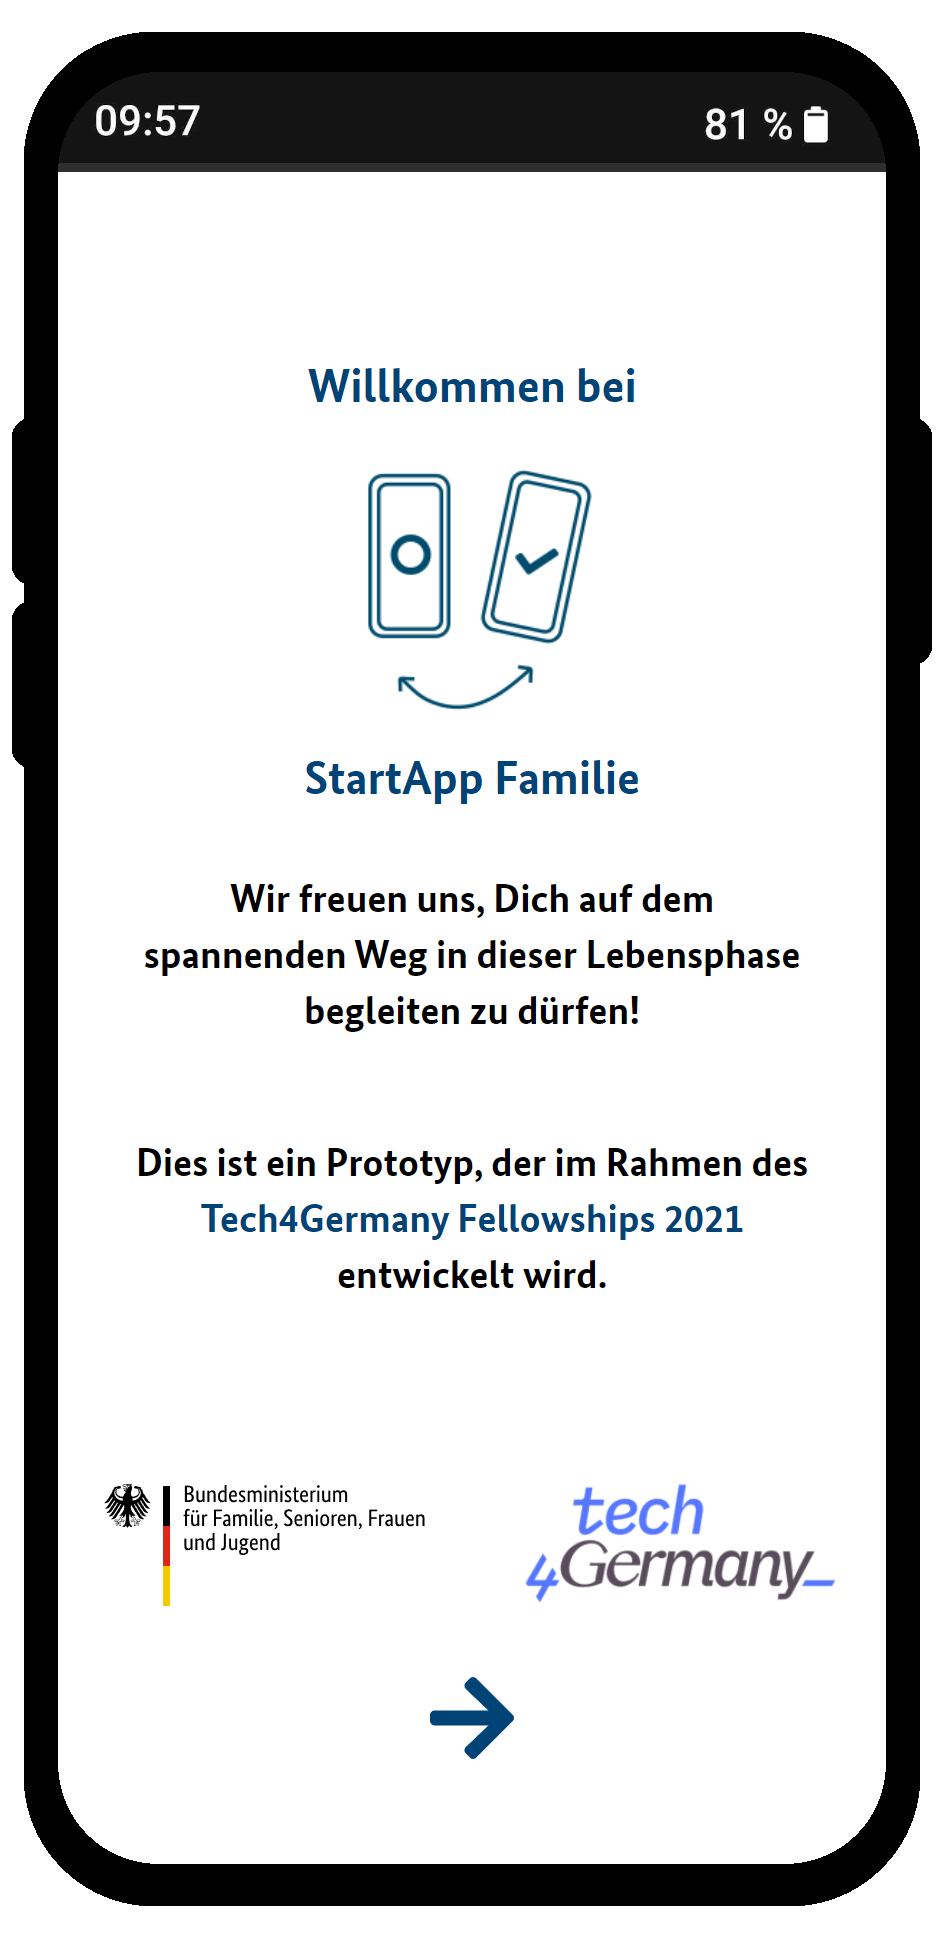 09:57
81 %
Willkommen bei
StartApp Familie
Wir freuen uns, Dich auf dem
spannenden Weg in dieser Lebensphase
begleiten zu dürfen!
Dies ist ein Prototyp, der im Rahmen des
Tech4Germany Fellowships 2021
entwickelt wird.
Bundesministerium
für Familie, Senioren, Frauen
und Jugend
tech
4Germany_